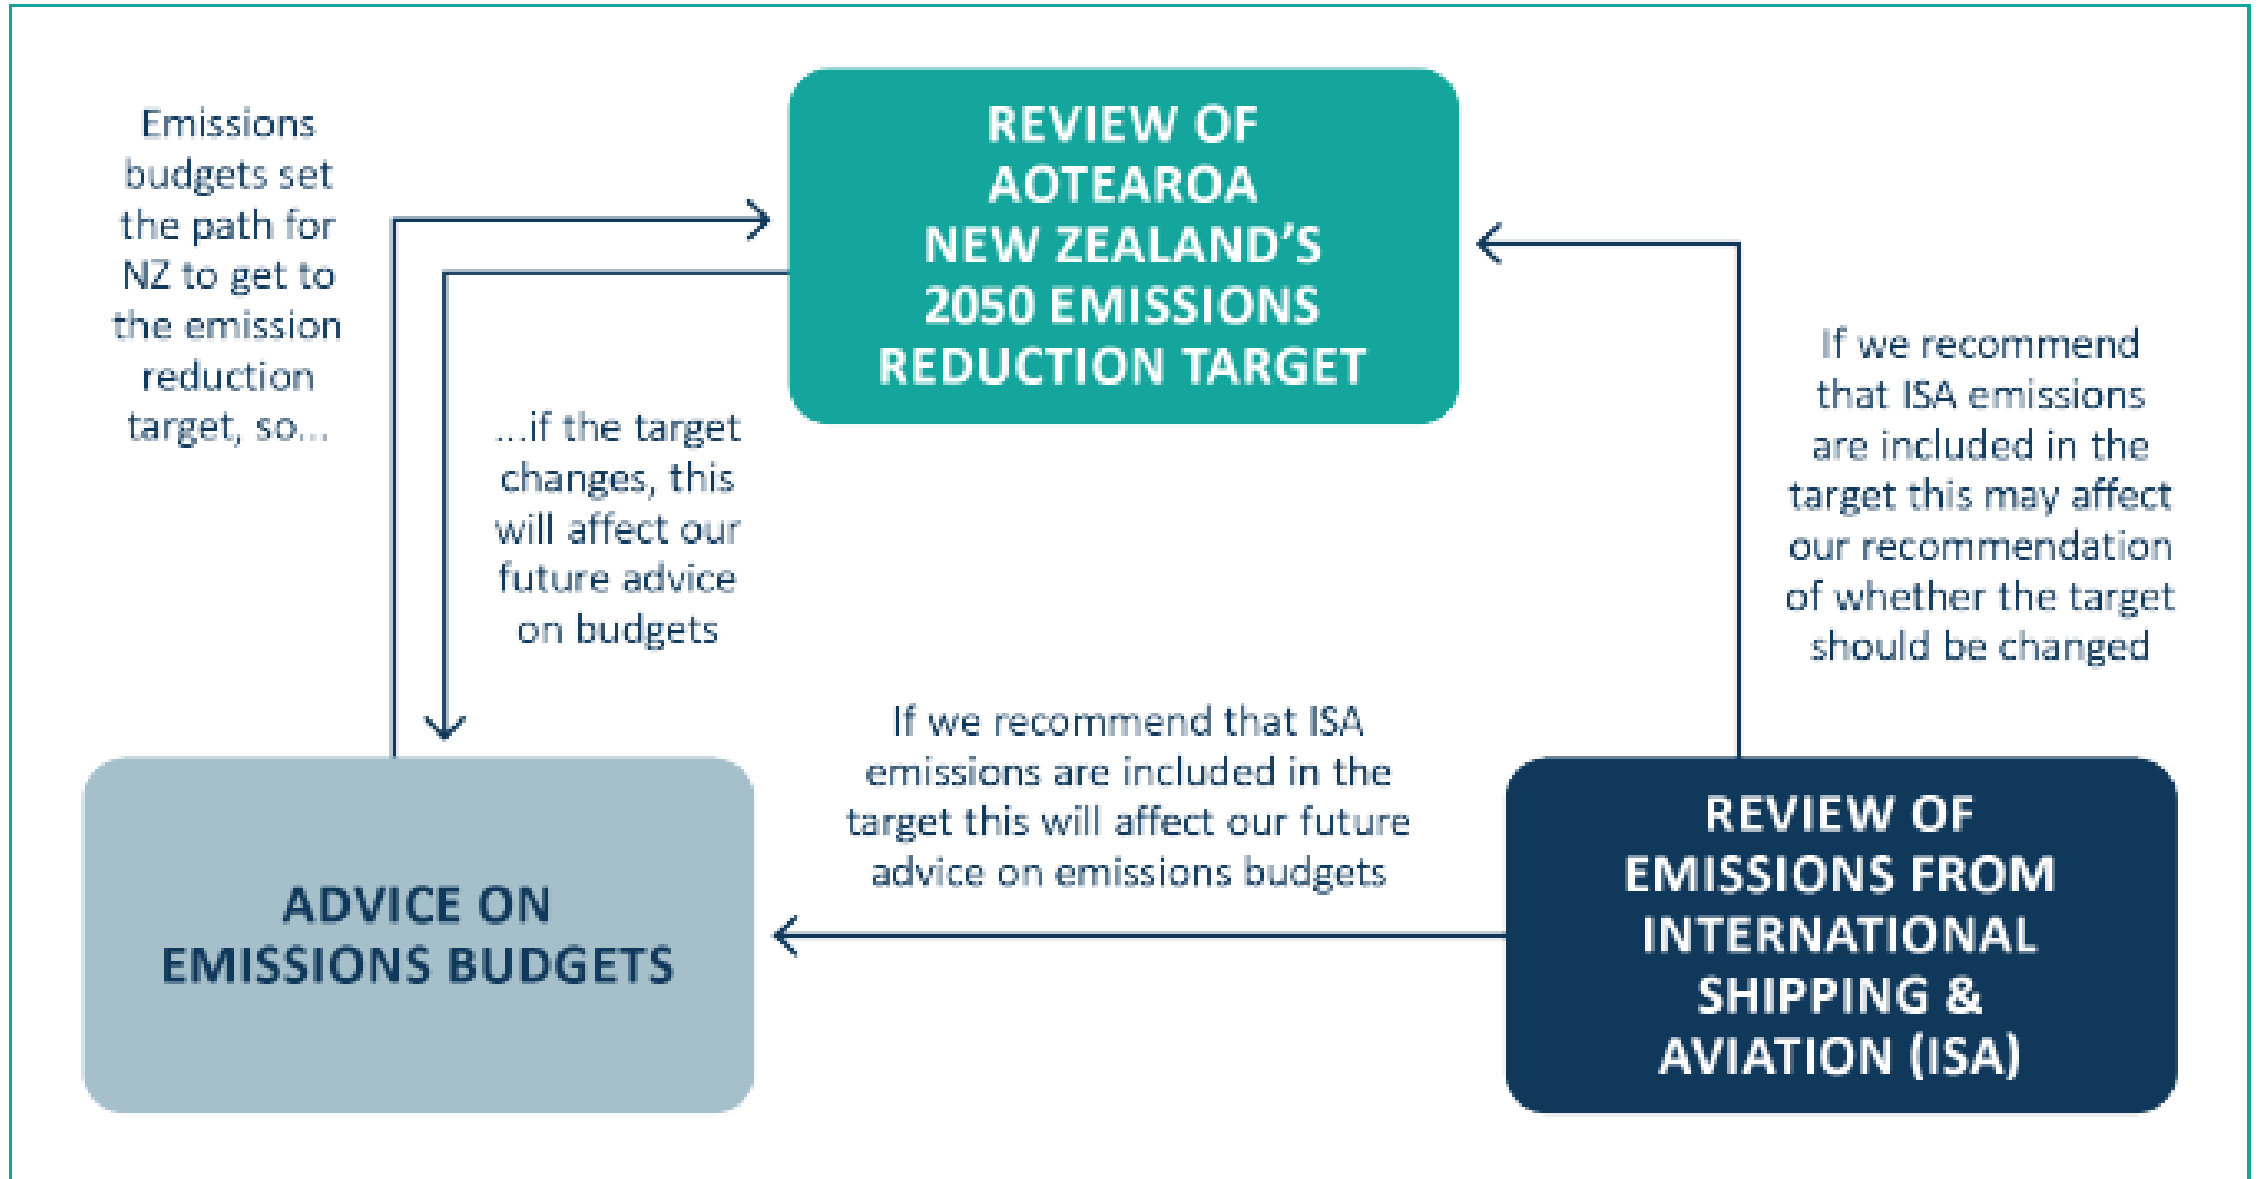 Emissions
budgets set
the path for
NZ to get to
the emission
reduction
target, so...
...if the target
changes, this
will affect our
future advice
on budgets
REVIEW OF
AOTEAROA
NEW ZEALAND’S
2050 EMISSIONS
REDUCTION TARGET
If we recommend
that ISA emissions
are included in the
target this may affect
our recommendation
of whether the target
should be changed
If we recommend that ISA
emissions are included in the
target this will affect our future
advice on emissions budgets
ADVICE ON
EMISSIONS BUDGETS
REVIEW OF
EMISSIONS FROM
INTERNATIONAL
SHIPPING &
AVIATION (ISA)